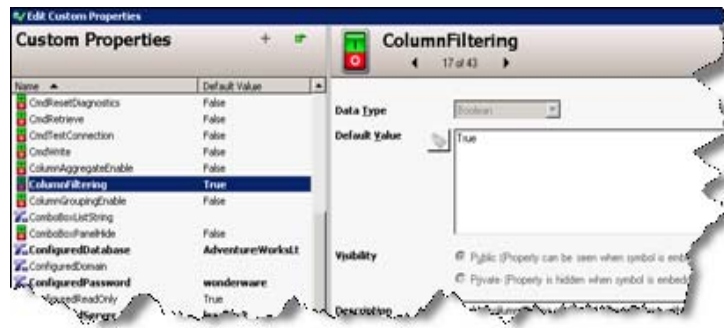 Edit Custom Properties
Custom Properties
Name
Default Value
CmdResetDiagnostics False
CmdRetrieve False
CmdTestConnection False
CmdWrite False
ColumnAggregateEnable False
ColumnFiltering True
ColumnGroupingEnable False
ComboBoxListString
ComboBoxPanelHide False
ConfiguredDatabase AdventureWorksLt
ConfiguredDomain
ConfiguredPassword wonderware
True
ColumnFiltering
17 of 43
Data Type
Boolean
Default Value
True
Visibility
Public (Property can be seen when symbol is
Private (Property is hidden when symbol is
Description